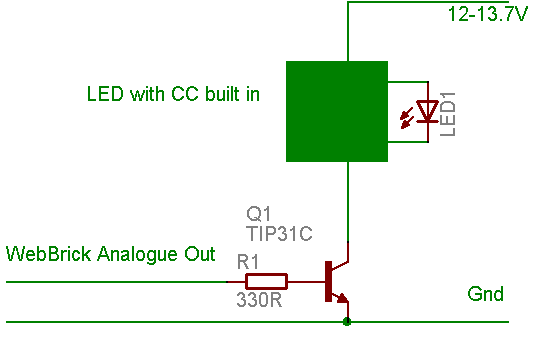 12-13.7V
LED with CC built in
LED1
Q1
TIP31C
WebBrick Analogue Out
R1
330R
Gnd